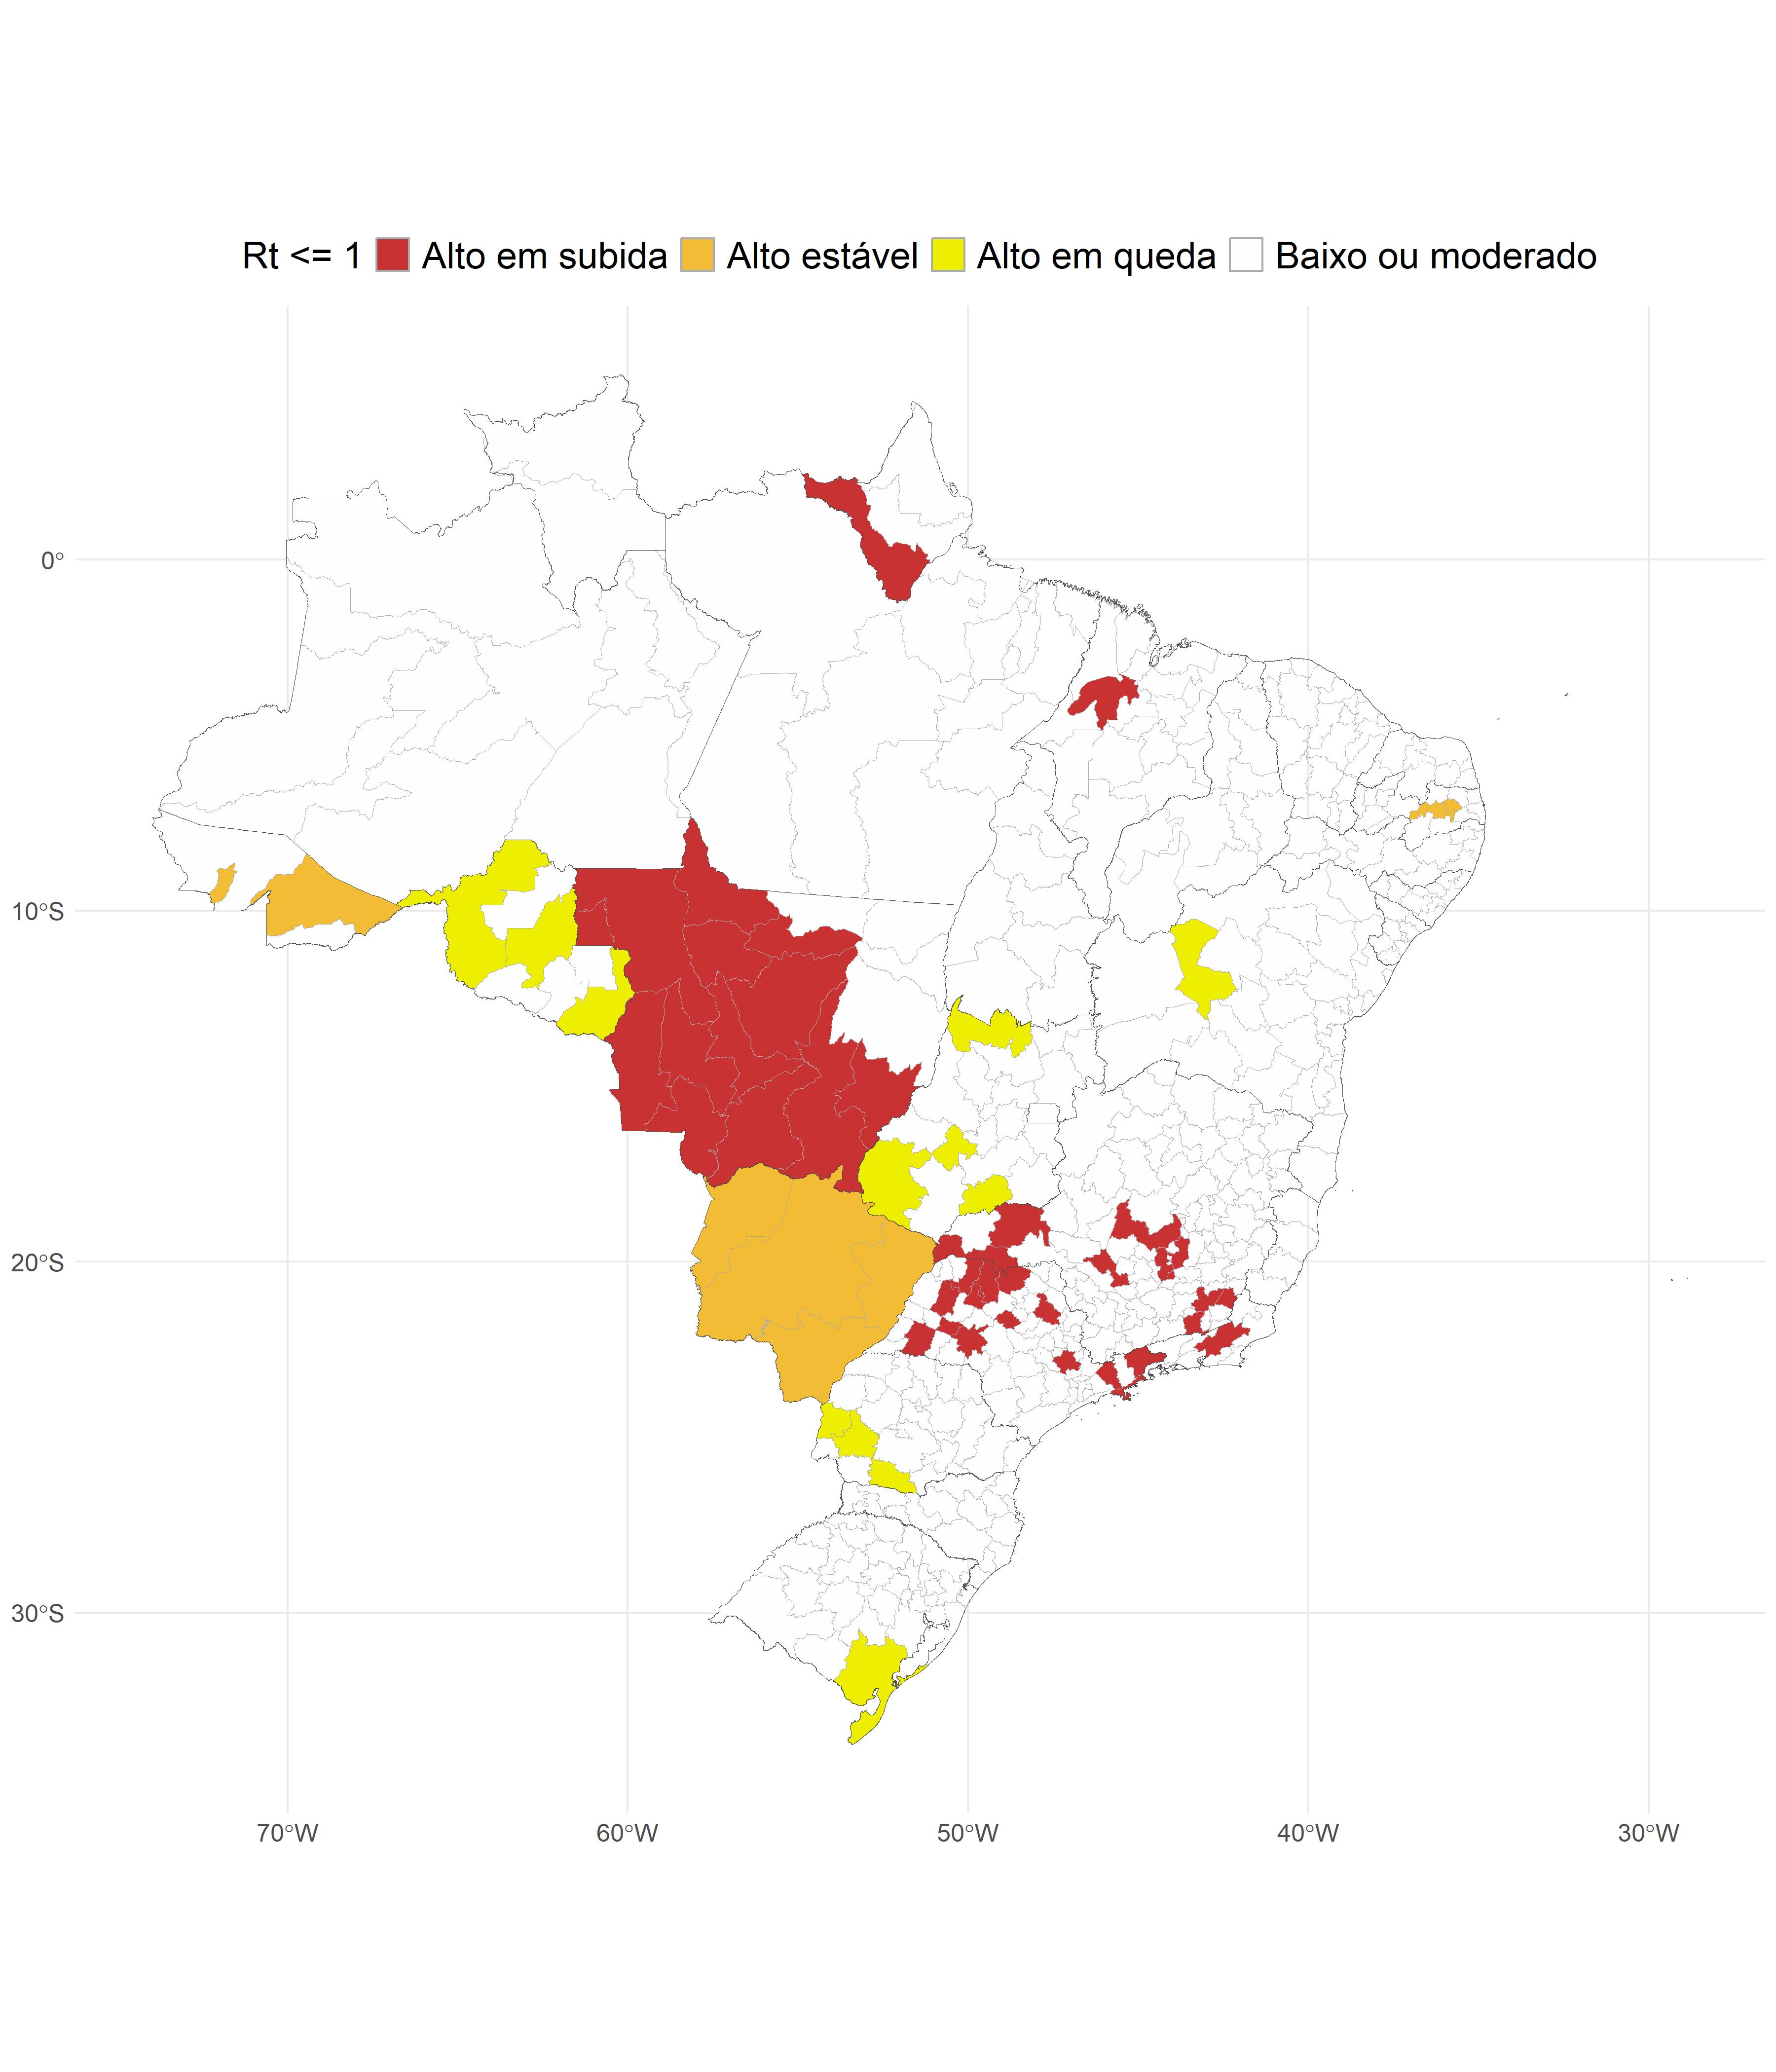 Rt <= 1 Alto em subida Alto estável Alto em queda Baixo ou moderado
0°
10°S
20°S
30°S
70°W 60°W 50°W 40°W 30°W